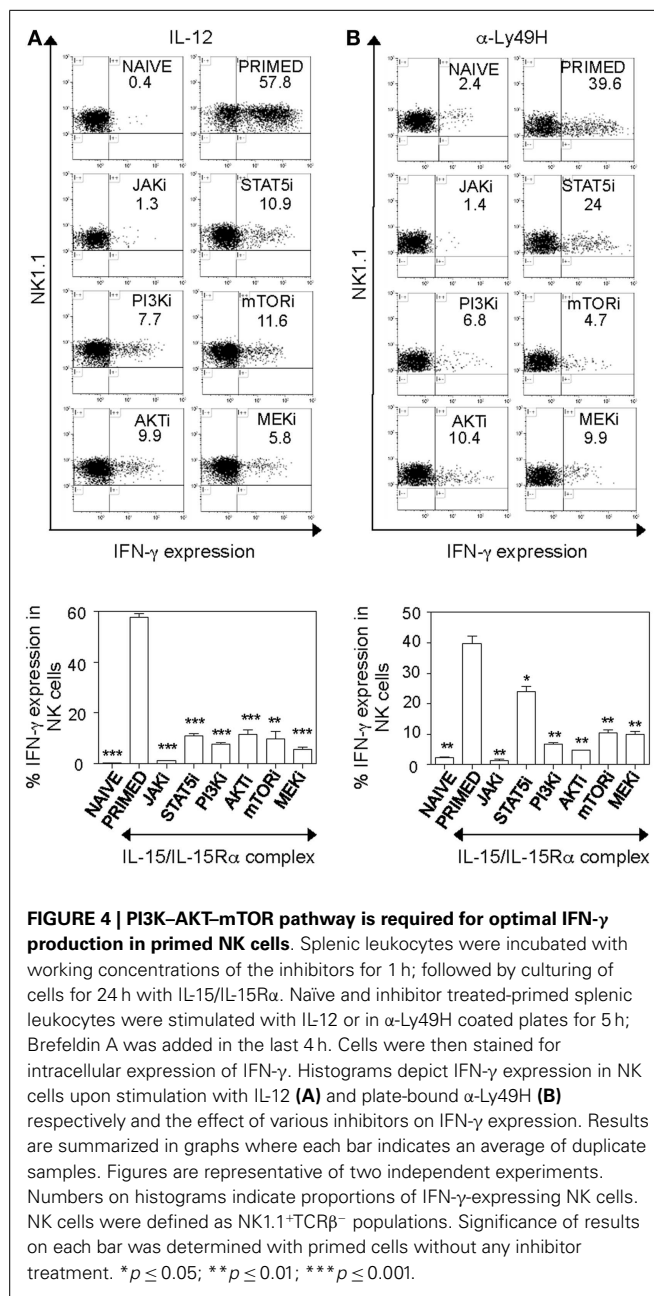 A
IL-12
B
α-Ly49H
NAIVE
0.4
PRIMED
57.8
JAKi
1.3
STAT5i
10.9
PI3Ki
7.7
mTORi
11.6
AKTi
9.9
MEKi
5.8
NK1.1
IFN-γ expression
NAIVE
2.4
PRIMED
39.6
JAKi
1.4
STAT5i
24
PI3Ki
6.8
mTORi
4.7
AKTi
10.4
MEKi
9.9
NK1.1
IFN-γ expression
% IFN-γ expression in
NK cells
60
40
20
0
***
***
***
***
***
**
***
NAIVE
PRIMED
JAKi
STAT5i
PI3Ki
AKTi
mTORi
MEKi
IL-15/IL-15Rα complex
% IFN-γ expression in
NK cells
50
40
30
20
10
0
**
**
*
**
**
**
**
NAIVE
PRIMED
JAKi
STAT5i
PI3Ki
AKTi
mTORi
MEKi
IL-15/IL-15Rα complex
FIGURE 4 | PI3K–AKT–mTOR pathway is required for optimal IFN-γ
production in primed NK cells. Splenic leukocytes were incubated with
working concentrations of the inhibitors for 1 h; followed by culturing of
cells for 24 h with IL-15/IL-15Rα. Naïve and inhibitor treated-primed splenic
leukocytes were stimulated with IL-12 or in α-Ly49H coated plates for 5 h;
Brefeldin A was added in the last 4 h. Cells were then stained for
intracellular expression of IFN-γ. Histograms depict IFN-γ expression in NK
cells upon stimulation with IL-12 (A) and plate-bound α-Ly49H (B)
respectively and the effect of various inhibitors on IFN-γ expression. Results
are summarized in graphs where each bar indicates an average of duplicate
samples. Figures are representative of two independent experiments.
Numbers on histograms indicate proportions of IFN-γ-expressing NK cells.
NK cells were defined as NK1.1⁺TCRβ⁻ populations. Significance of results
on each bar was determined with primed cells without any inhibitor
treatment. *p ≤ 0.05; **p ≤ 0.01; ***p ≤ 0.001.